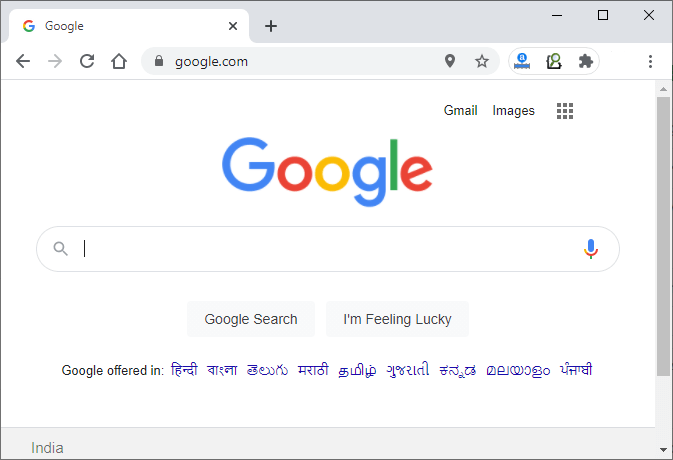 Google
google.com
Gmail Images
Google
Google Search I'm Feeling Lucky
Google offered in: हिन्दी বাংলা తెలుగు मराठी தமிழ் ગુજરાતી ಕನ್ನಡ മലയാളം ਪੰਜਾਬੀ
India